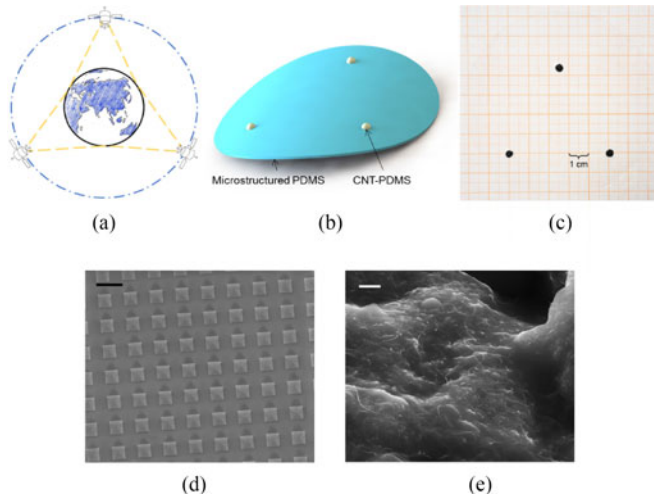 (a)
Microstructured PDMS
CNT-PDMS
(b)
1 cm
(c)
(d)
(e)